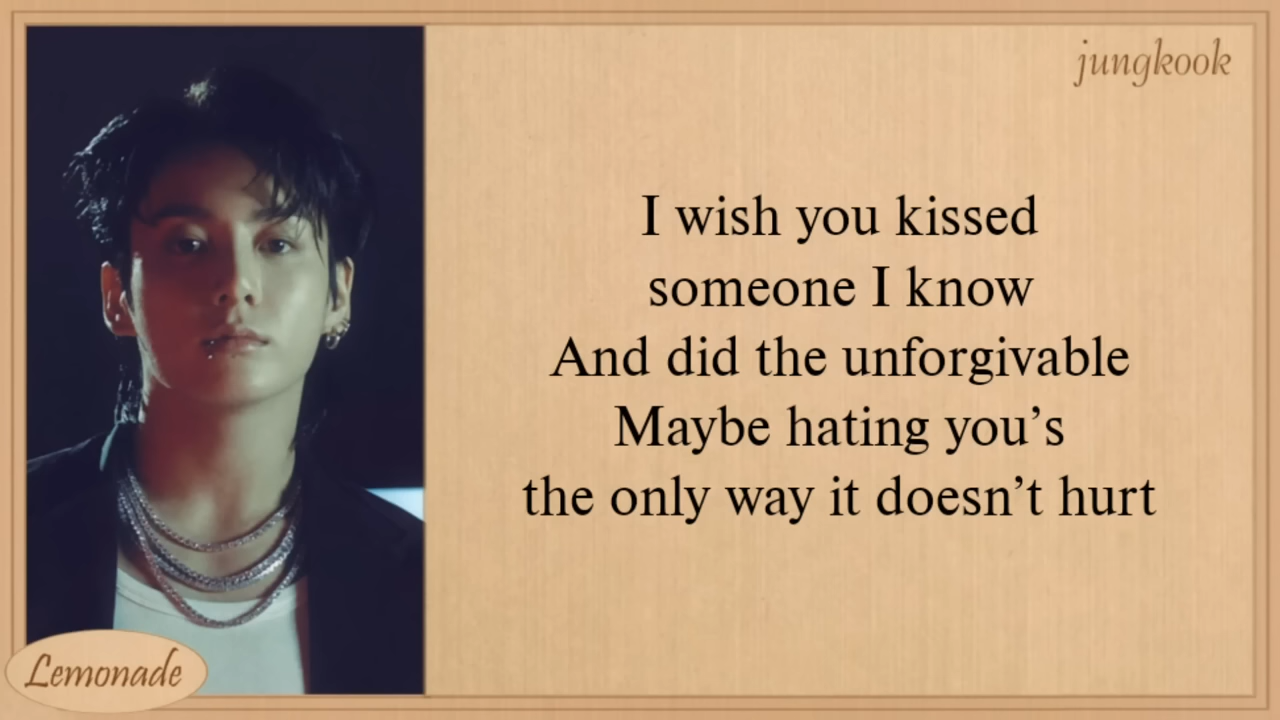 jungkook
I wish you kissed
someone I know
And did the unforgivable
Maybe hating you’s
the only way it doesn’t hurt
Lemonade